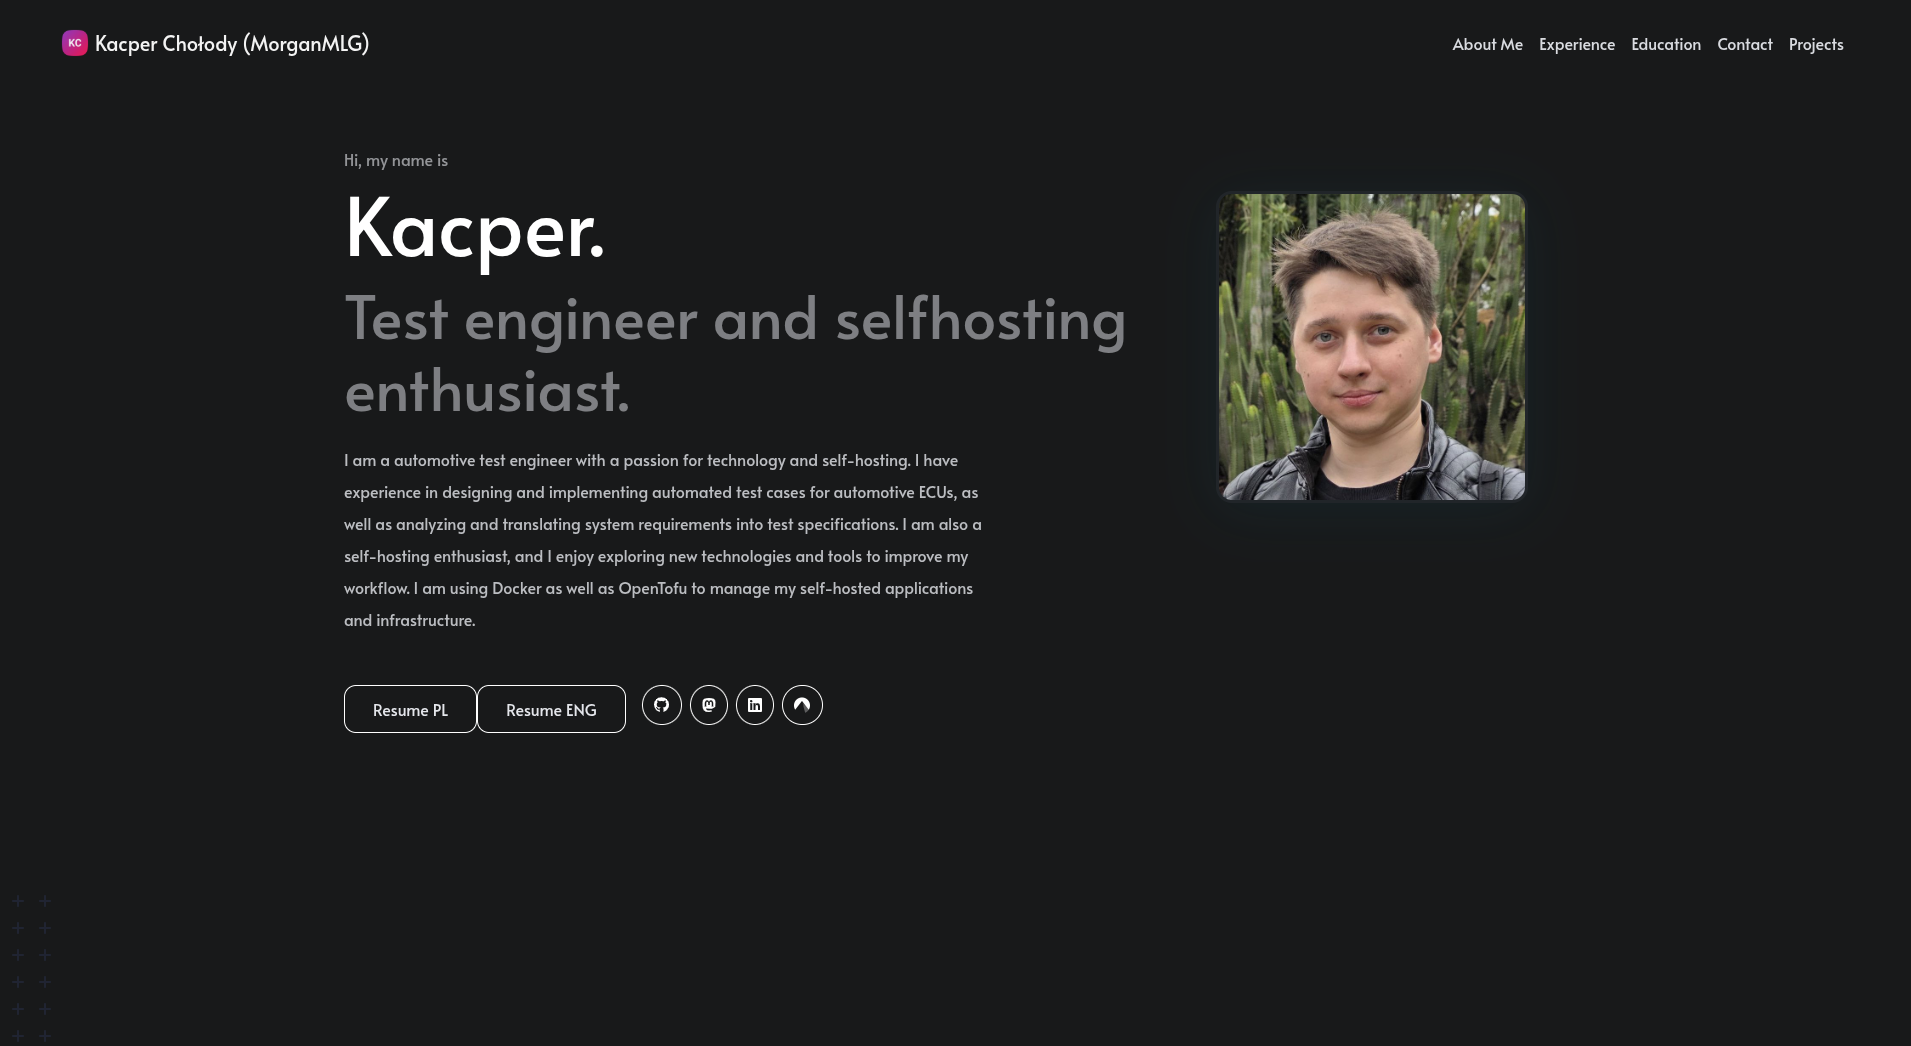 KC Kacper Chołody (MorganMLG)
About Me Experience Education Contact Projects
Hi, my name is
Kacper.
Test engineer and selfhosting
enthusiast.
I am a automotive test engineer with a passion for technology and self-hosting. I have
experience in designing and implementing automated test cases for automotive ECUs, as
well as analyzing and translating system requirements into test specifications. I am also a
self-hosting enthusiast, and I enjoy exploring new technologies and tools to improve my
workflow. I am using Docker as well as OpenTofu to manage my self-hosted applications
and infrastructure.
Resume PL Resume ENG